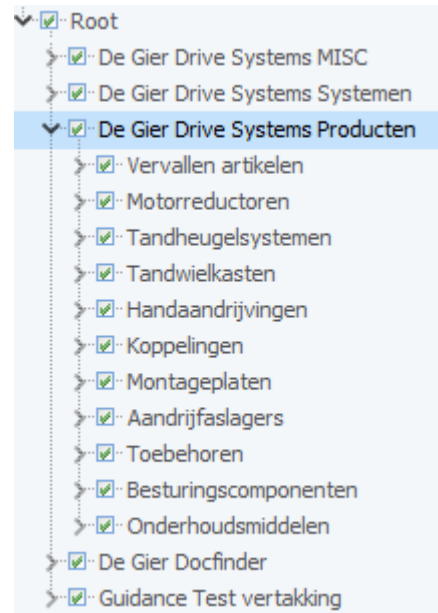 Root
De Gier Drive Systems MISC
De Gier Drive Systems Systemen
De Gier Drive Systems Producten
Vervallen artikelen
Motorreductoren
Tandheugelsystemen
Tandwielkasten
Handaandrijvingen
Koppelingen
Montageplaten
Aandrijfaslagers
Toebehoren
Besturingscomponenten
Onderhoudsmiddelen
De Gier Docfinder
Guidance Test vertakking